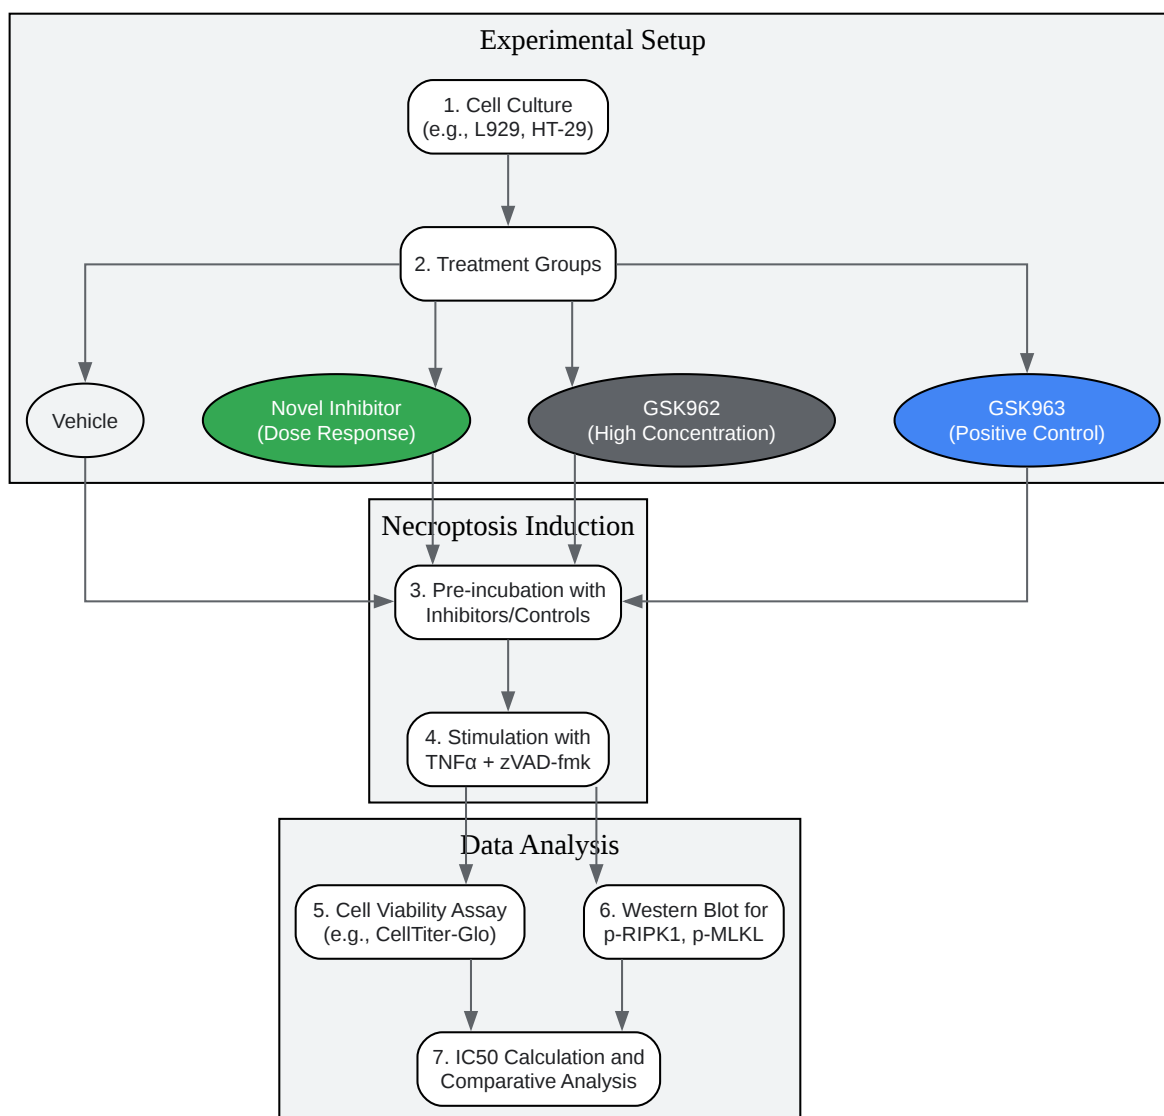 Experimental Setup
1. Cell Culture
(e.g., L929, HT-29)
2. Treatment Groups
Vehicle
Novel Inhibitor
(Dose Response)
GSK962
(High Concentration)
GSK963
(Positive Control)
Necroptosis Induction
3. Pre-incubation with
Inhibitors/Controls
4. Stimulation with
TNFα + zVAD-fmk
Data Analysis
5. Cell Viability Assay
(e.g., CellTiter-Glo)
6. Western Blot for
p-RIPK1, p-MLKL
7. IC50 Calculation and
Comparative Analysis